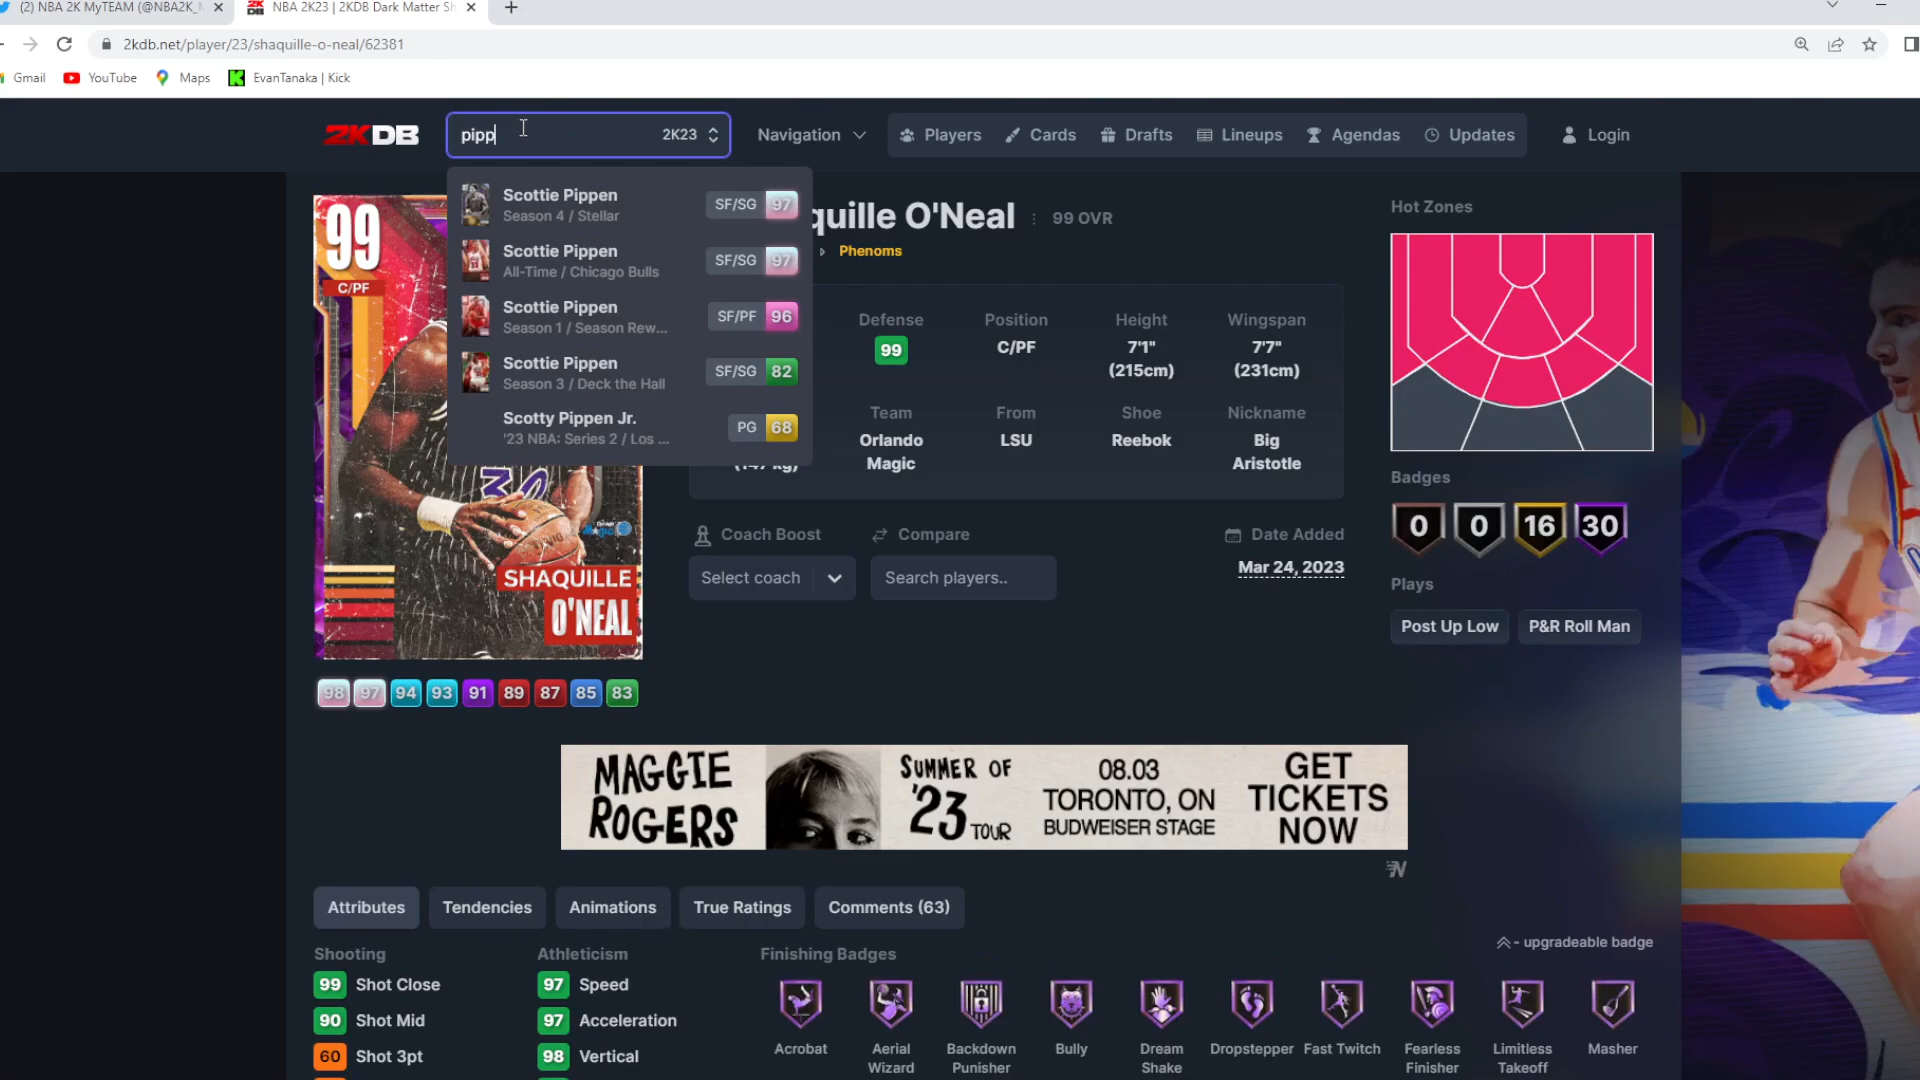 (2) NBA 2K MyTEAM (@NBA2K_M
NBA 2K23 | 2KDB Dark Matter Sh
2kdb.net/player/23/shaquille-o-neal/62381
Gmail
YouTube
Maps
EvanTanaka | Kick
2KDB
pipp
2K23
Navigation
Players
Cards
Drafts
Lineups
Agendas
Updates
Login
Scottie Pippen
Season 4 / Stellar
SF/SG 97
Scottie Pippen
All-Time / Chicago Bulls
SF/SG 97
Scottie Pippen
Season 1 / Season Rew...
SF/PF 96
Scottie Pippen
Season 3 / Deck the Hall
SF/SG 82
Scotty Pippen Jr.
'23 NBA: Series 2 / Los ...
PG 68
99
C/PF
SHAQUILLE
O'NEAL
98 97 94 93 91 89 87 85 83
quille O'Neal
99 OVR
Phenoms
Defense
99
Position
C/PF
Height
7'1"
(215cm)
Wingspan
7'7"
(231cm)
Team
Orlando
Magic
From
LSU
Shoe
Reebok
Nickname
Big
Aristotle
(147 kg)
Coach Boost
Select coach
Compare
Search players..
Date Added
Mar 24, 2023
Hot Zones
Badges
0 0 16 30
Plays
Post Up Low
P&R Roll Man
MAGGIE
ROGERS
SUMMER OF
'23 TOUR
08.03
TORONTO, ON
BUDWEISER STAGE
GET
TICKETS
NOW
Attributes
Tendencies
Animations
True Ratings
Comments (63)
- upgradeable badge
Shooting
99 Shot Close
90 Shot Mid
60 Shot 3pt
Athleticism
97 Speed
97 Acceleration
98 Vertical
Finishing Badges
Acrobat
Aerial
Wizard
Backdown
Punisher
Bully
Dream
Shake
Dropstepper
Fast Twitch
Fearless
Finisher
Limitless
Takeoff
Masher